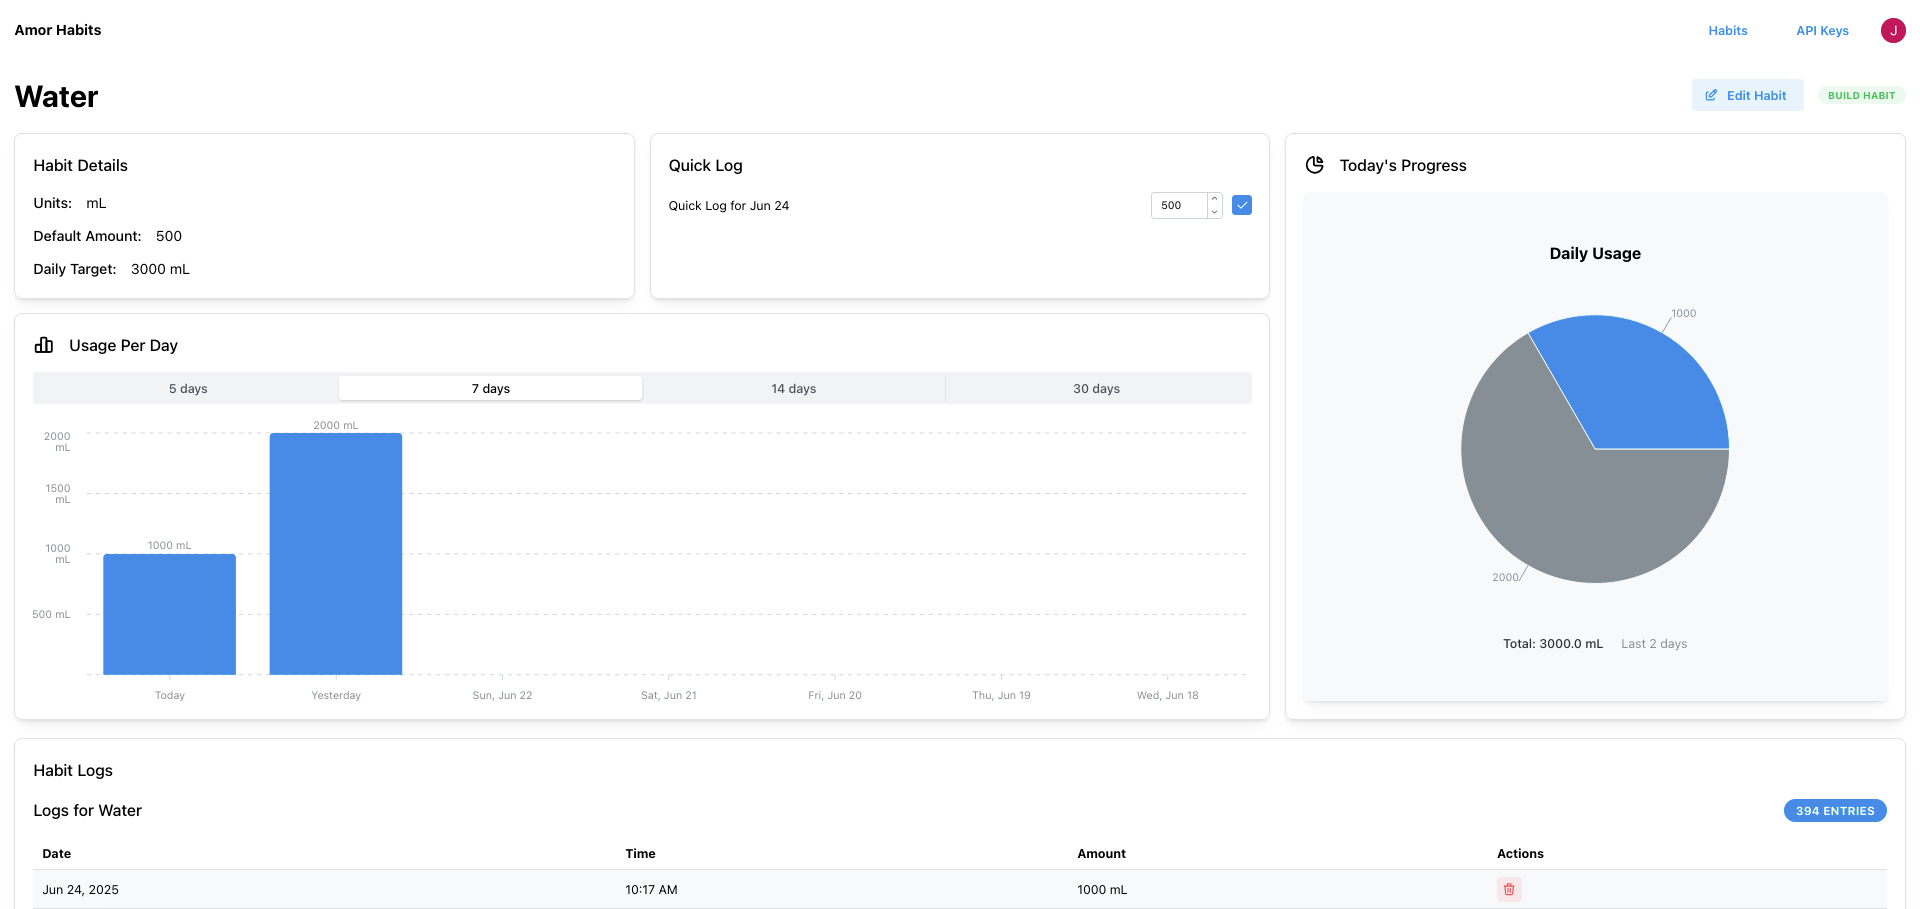 Amor Habits
Habits
API Keys
J
Water
Edit Habit
BUILD HABIT
Habit Details
Units: mL
Default Amount: 500
Daily Target: 3000 mL
Quick Log
Quick Log for Jun 24
500
Today's Progress
Daily Usage
1000
2000
Total: 3000.0 mL Last 2 days
Usage Per Day
5 days
7 days
14 days
30 days
2000
mL
1500
mL
1000
mL
500 mL
1000 mL
2000 mL
Today
Yesterday
Sun, Jun 22
Sat, Jun 21
Fri, Jun 20
Thu, Jun 19
Wed, Jun 18
Habit Logs
Logs for Water
394 ENTRIES
Date Time Amount Actions
Jun 24, 2025 10:17 AM 1000 mL